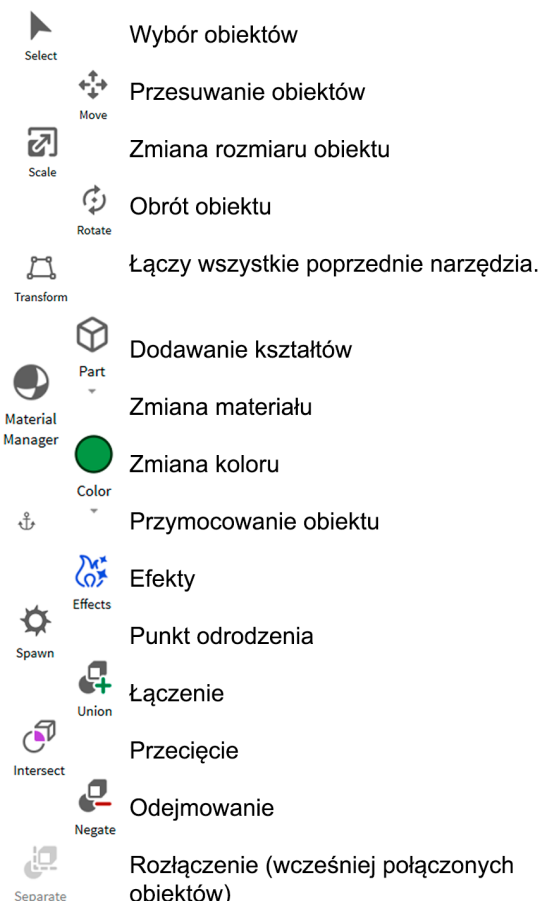 Select
Wybór obiektów
Move
Przesuwanie obiektów
Scale
Zmiana rozmiaru obiektu
Rotate
Obrót obiektu
Transform
Łączy wszystkie poprzednie narzędzia.
Part
Dodawanie kształtów
Material
Manager
Zmiana materiału
Color
Zmiana koloru
Przymocowanie obiektu
Effects
Efekty
Spawn
Punkt odrodzenia
Union
Łączenie
Intersect
Przecięcie
Negate
Odejmowanie
Separate
Rozłączenie (wcześniej połączonych
obiektów)